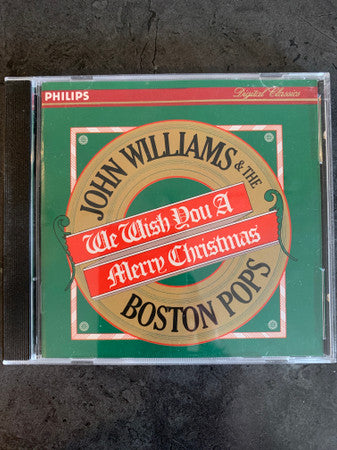 PHILIPS
Digital Classics
JOHN WILLIAMS & THE
We Wish You A
Merry Christmas
BOSTON POPS